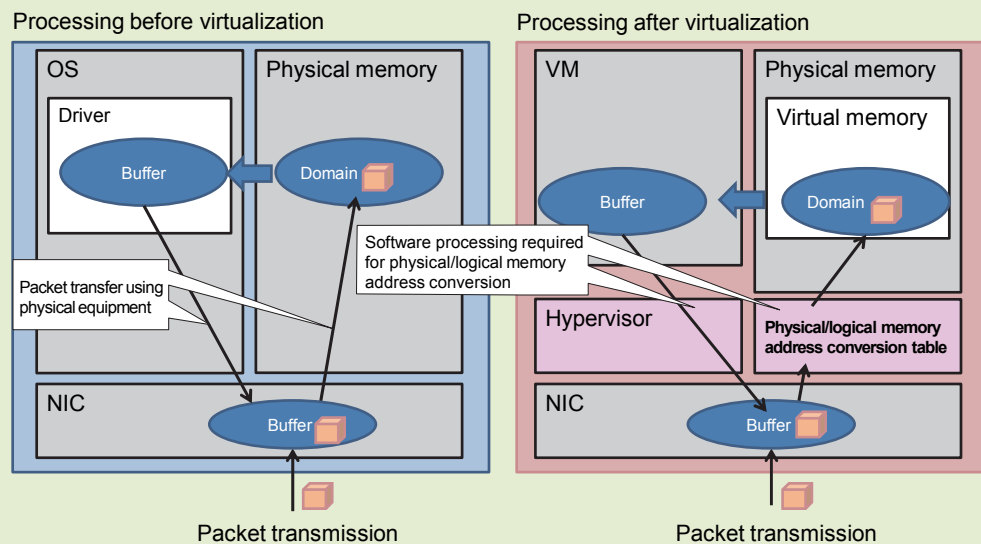 Processing before virtualization
OS
Physical memory
Driver
Buffer
Domain
Packet transfer using
physical equipment
NIC
Buffer
Packet transmission
Processing after virtualization
VM
Physical memory
Virtual memory
Buffer
Domain
Software processing required
for physical/logical memory
address conversion
Hypervisor
Physical/logical memory
address conversion table
NIC
Buffer
Packet transmission